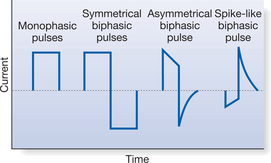 Monophasic
pulses
Symmetrical
biphasic
pulses
Asymmetrical
biphasic
pulse
Spike-like
biphasic
pulse
Current
Time